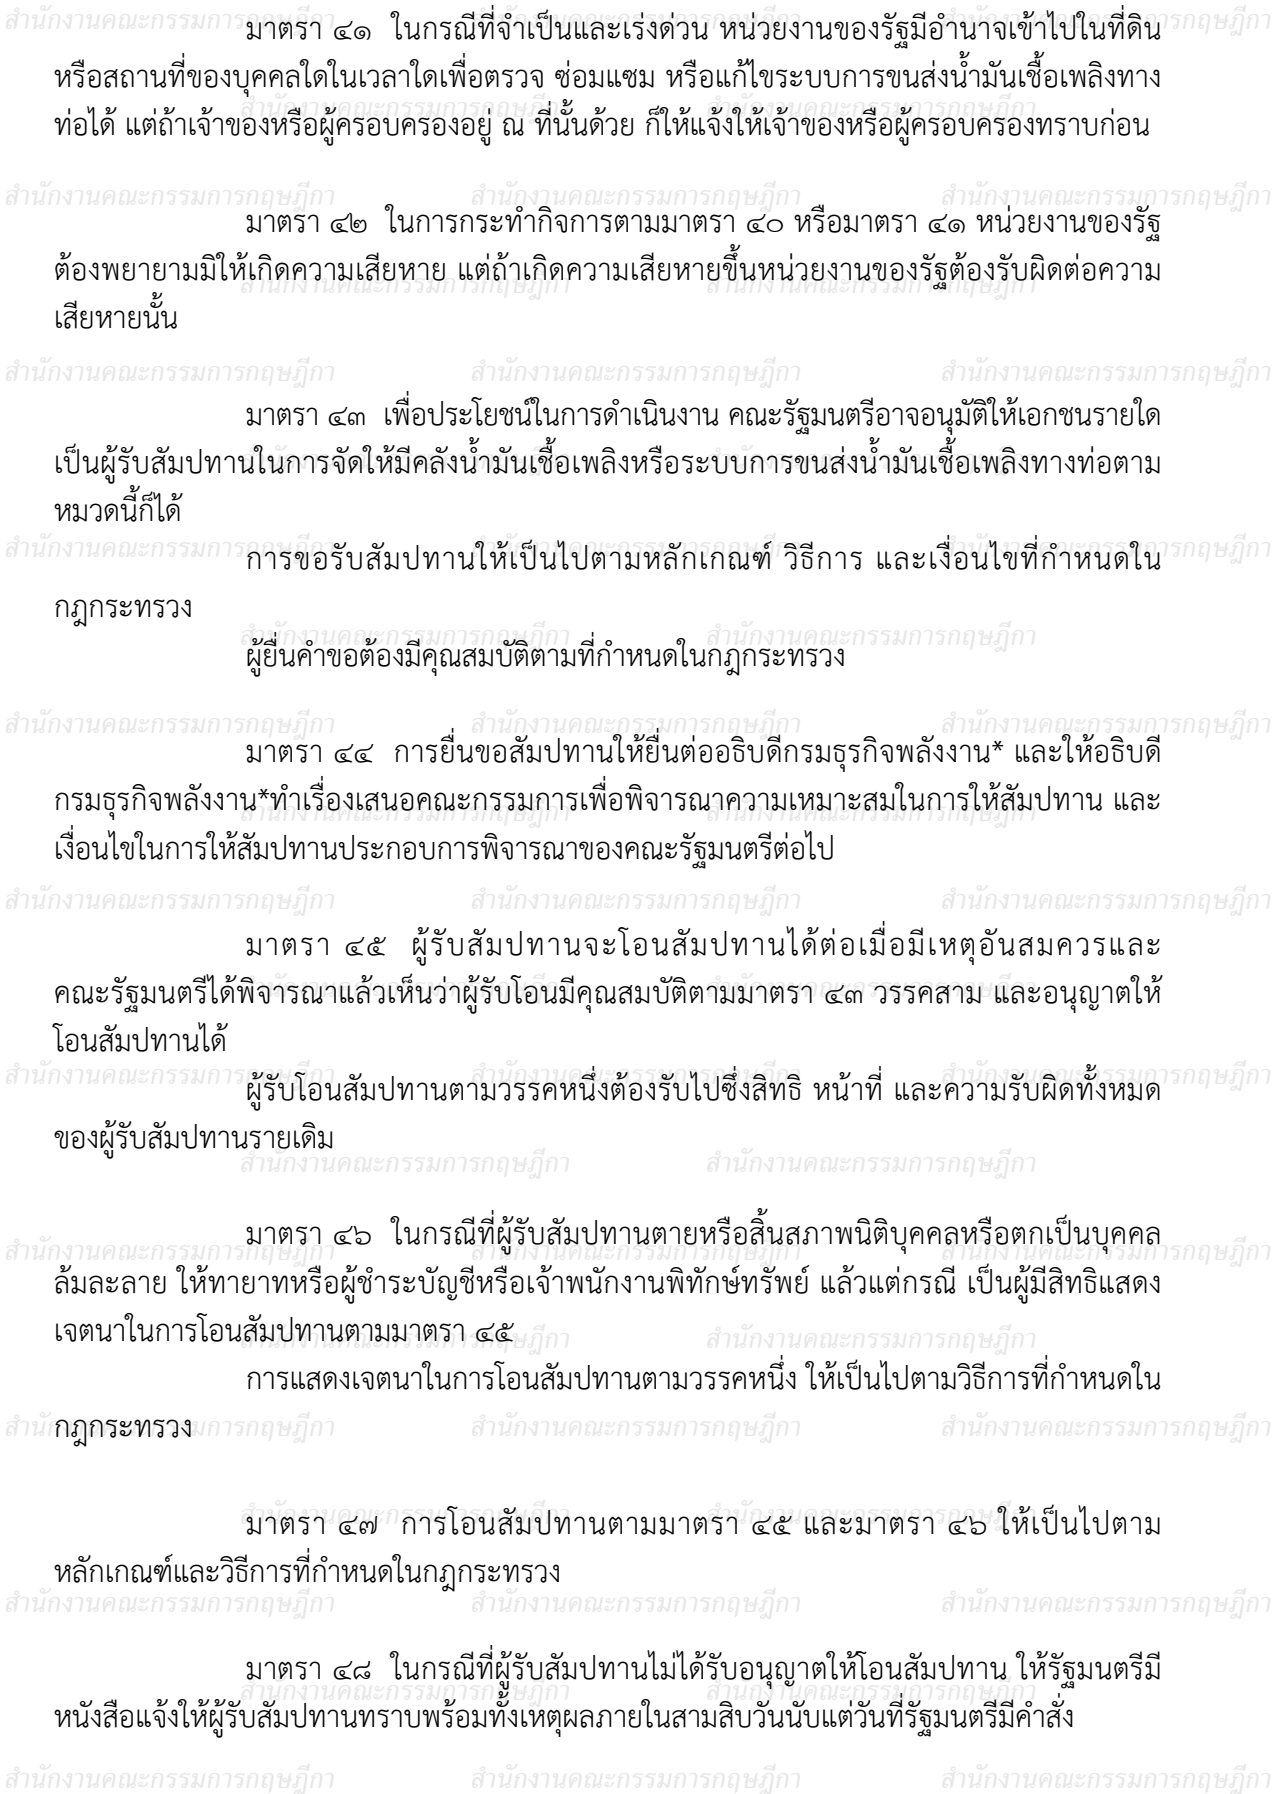 มาตรา ๔๑  ในกรณีที่จำเป็นและเร่งด่วน หน่วยงานของรัฐมีอำนาจเข้าไปในที่ดิน
หรือสถานที่ของบุคคลใดในเวลาใดเพื่อตรวจ ซ่อมแซม หรือแก้ไขระบบการขนส่งน้ำมันเชื้อเพลิงทาง
ท่อได้ แต่ถ้าเจ้าของหรือผู้ครอบครองอยู่ ณ ที่นั้นด้วย ก็ให้แจ้งให้เจ้าของหรือผู้ครอบครองทราบก่อน
มาตรา ๔๒  ในการกระทำกิจการตามมาตรา ๔๐ หรือมาตรา ๔๑ หน่วยงานของรัฐ
ต้องพยายามมิให้เกิดความเสียหาย แต่ถ้าเกิดความเสียหายขึ้นหน่วยงานของรัฐต้องรับผิดต่อความ
เสียหายนั้น
มาตรา ๔๓  เพื่อประโยชน์ในการดำเนินงาน คณะรัฐมนตรีอาจอนุมัติให้เอกชนรายใด
เป็นผู้รับสัมปทานในการจัดให้มีคลังน้ำมันเชื้อเพลิงหรือระบบการขนส่งน้ำมันเชื้อเพลิงทางท่อตาม
หมวดนี้ก็ได้
การขอรับสัมปทานให้เป็นไปตามหลักเกณฑ์ วิธีการ และเงื่อนไขที่กำหนดใน
กฎกระทรวง
ผู้ยื่นคำขอต้องมีคุณสมบัติตามที่กำหนดในกฎกระทรวง
มาตรา ๔๔  การยื่นขอสัมปทานให้ยื่นต่ออธิบดีกรมธุรกิจพลังงาน* และให้อธิบดี
กรมธุรกิจพลังงาน*ทำเรื่องเสนอคณะกรรมการเพื่อพิจารณาความเหมาะสมในการให้สัมปทาน และ
เงื่อนไขในการให้สัมปทานประกอบการพิจารณาของคณะรัฐมนตรีต่อไป
มาตรา ๔๕  ผู้รับสัมปทานจะโอนสัมปทานได้ต่อเมื่อมีเหตุอันสมควรและ
คณะรัฐมนตรีได้พิจารณาแล้วเห็นว่าผู้รับโอนมีคุณสมบัติตามมาตรา ๔๓ วรรคสาม และอนุญาตให้
โอนสัมปทานได้
ผู้รับโอนสัมปทานตามวรรคหนึ่งต้องรับไปซึ่งสิทธิ หน้าที่ และความรับผิดทั้งหมด
ของผู้รับสัมปทานรายเดิม
มาตรา ๔๖  ในกรณีที่ผู้รับสัมปทานตายหรือสิ้นสภาพนิติบุคคลหรือตกเป็นบุคคล
ล้มละลาย ให้ทายาทหรือผู้ชำระบัญชีหรือเจ้าพนักงานพิทักษ์ทรัพย์ แล้วแต่กรณี เป็นผู้มีสิทธิแสดง
เจตนาในการโอนสัมปทานตามมาตรา ๔๕
การแสดงเจตนาในการโอนสัมปทานตามวรรคหนึ่ง ให้เป็นไปตามวิธีการที่กำหนดใน
กฎกระทรวง
มาตรา ๔๗  การโอนสัมปทานตามมาตรา ๔๕ และมาตรา ๔๖ ให้เป็นไปตาม
หลักเกณฑ์และวิธีการที่กำหนดในกฎกระทรวง
มาตรา ๔๘  ในกรณีที่ผู้รับสัมปทานไม่ได้รับอนุญาตให้โอนสัมปทาน ให้รัฐมนตรีมี
หนังสือแจ้งให้ผู้รับสัมปทานทราบพร้อมทั้งเหตุผลภายในสามสิบวันนับแต่วันที่รัฐมนตรีมีคำสั่ง
สำนักงานคณะกรรมการกฤษฎีกา สำนักงานคณะกรรมการกฤษฎีกา สำนักงานคณะกรรมการกฤษฎีกา